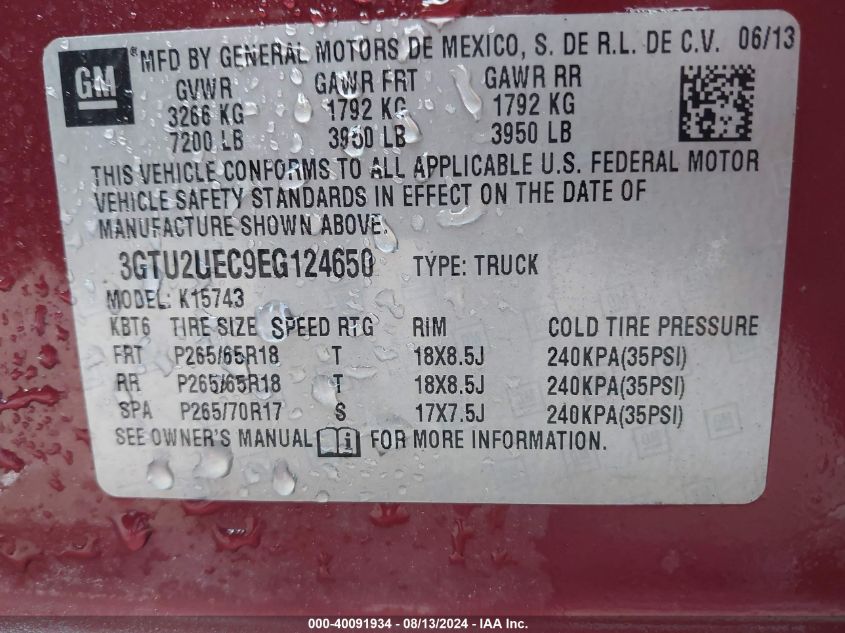 GM ®MFD BY GENERAL MOTORS DE MEXICO, S. DE R.L. DE C.V. 06/13
GVWR GAWR FRT GAWR RR
3266 KG 1792 KG 1792 KG
7200 LB 3950 LB 3950 LB
THIS VEHICLE CONFORMS TO ALL APPLICABLE U.S. FEDERAL MOTOR
VEHICLE SAFETY STANDARDS IN EFFECT ON THE DATE OF
MANUFACTURE SHOWN ABOVE.
3GTU2UEC9EG124650 TYPE: TRUCK
MODEL: K15743
KBT6 TIRE SIZE SPEED RTG RIM COLD TIRE PRESSURE
FRT P265/65R18 T 18X8.5J 240KPA(35PSI)
RR P265/65R18 T 18X8.5J 240KPA(35PSI)
SPA P265/70R17 S 17X7.5J 240KPA(35PSI)
SEE OWNER'S MANUAL FOR MORE INFORMATION.
000-40091934 - 08/13/2024 - IAA Inc.